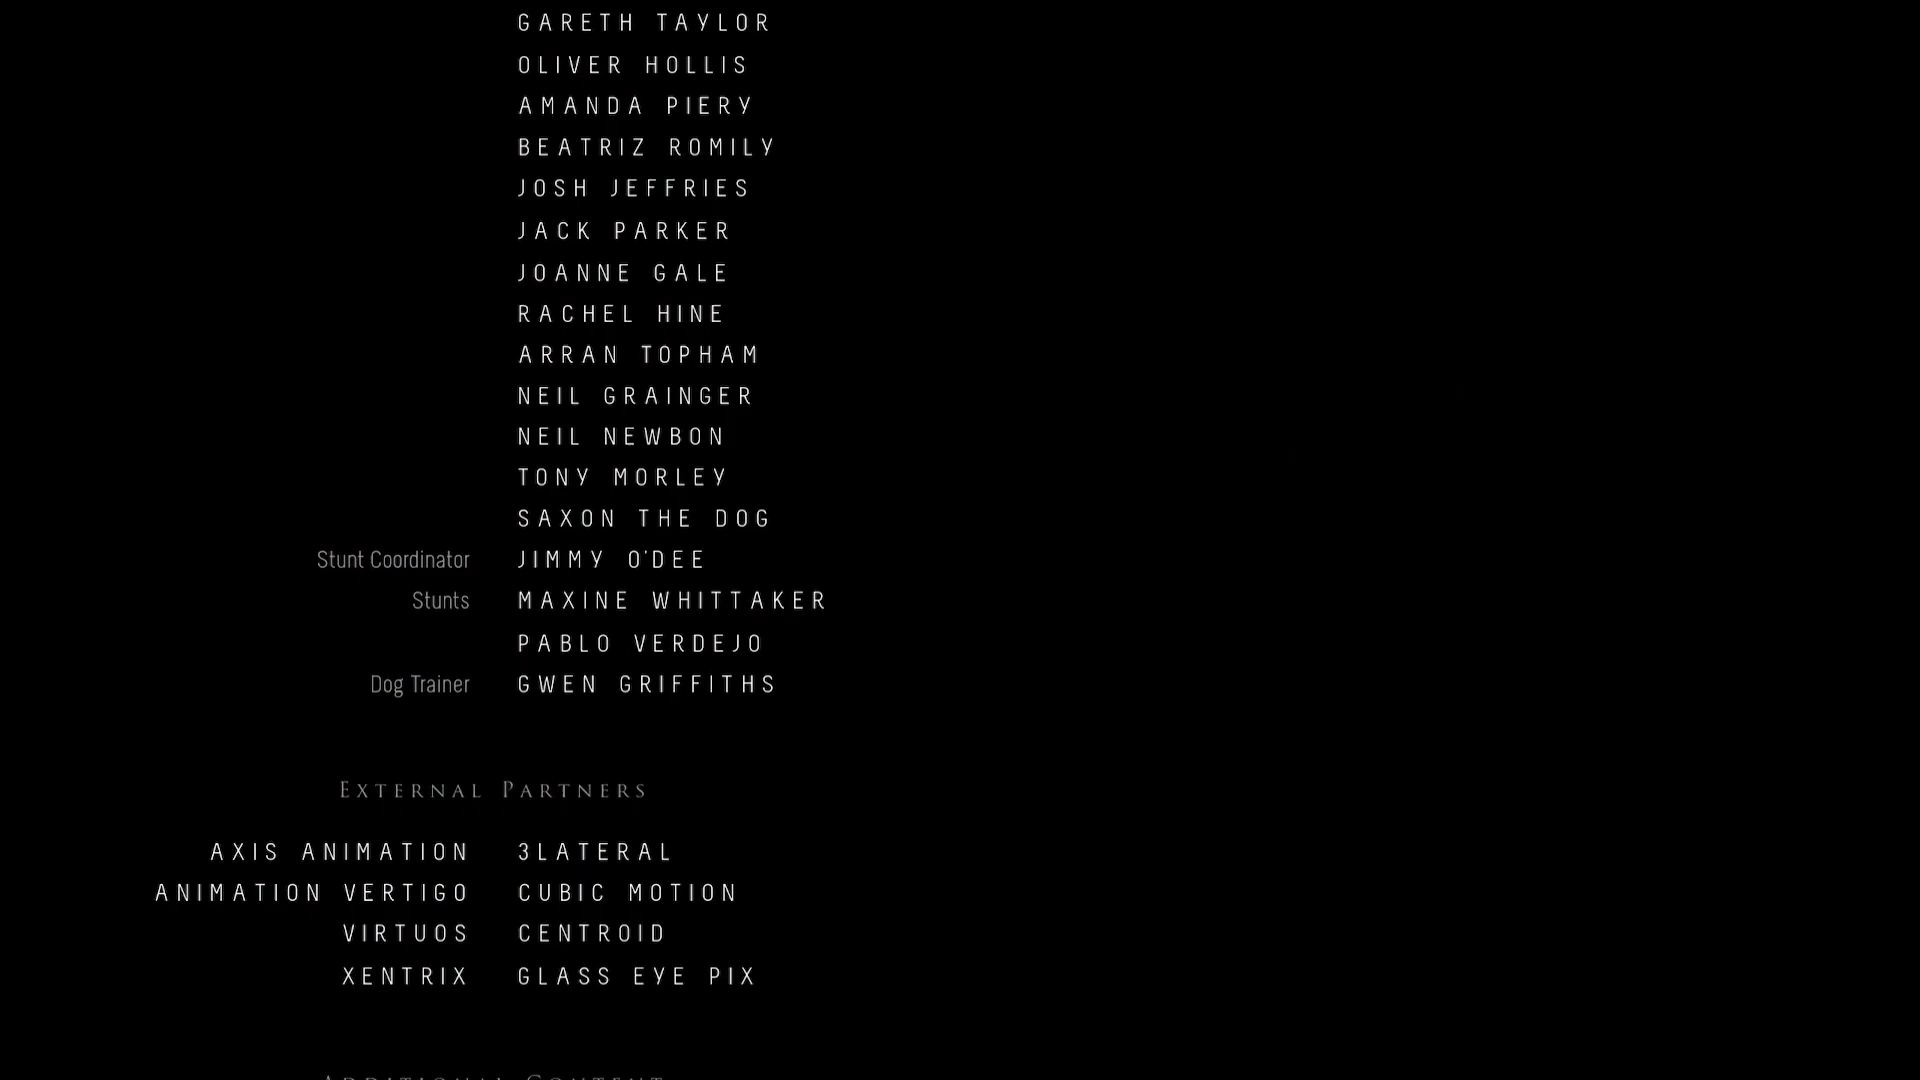 GARETH TAYLOR
OLIVER HOLLIS
AMANDA PIERY
BEATRIZ ROMILY
JOSH JEFFRIES
JACK PARKER
JOANNE GALE
RACHEL HINE
ARRAN TOPHAM
NEIL GRAINGER
NEIL NEWBON
TONY MORLEY
SAXON THE DOG
Stunt Coordinator JIMMY O'DEE
Stunts MAXINE WHITTAKER
PABLO VERDEJO
Dog Trainer GWEN GRIFFITHS
EXTERNAL PARTNERS
AXIS ANIMATION 3LATERAL
ANIMATION VERTIGO CUBIC MOTION
VIRTUOS CENTROID
XENTRIX GLASS EYE PIX
ADDITIONAL CONTENT